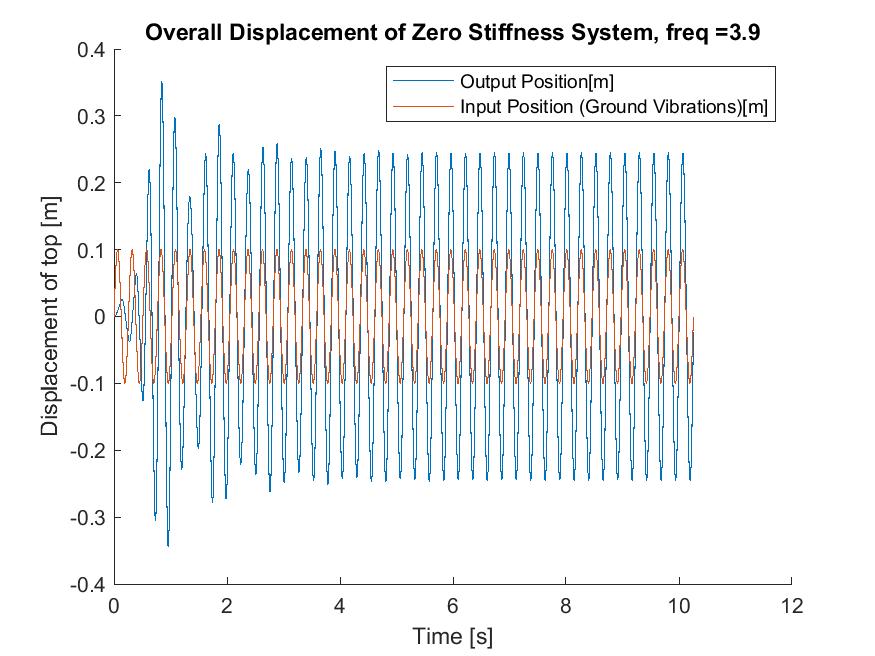 Overall Displacement of Zero Stiffness System, freq =3.9
Output Position[m]
Input Position (Ground Vibrations)[m]
Displacement of top [m]
0.4
0.3
0.2
0.1
0
-0.1
-0.2
-0.3
-0.4
0 2 4 6 8 10 12
Time [s]